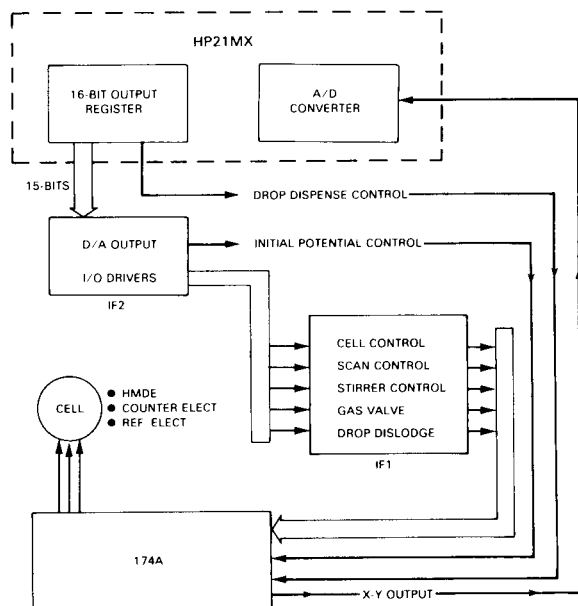 HP21MX
16-BIT OUTPUT
REGISTER
A/D
CONVERTER
15-BITS
DROP DISPENSE CONTROL
D/A OUTPUT
I/O DRIVERS
IF2
INITIAL POTENTIAL CONTROL
CELL CONTROL
SCAN CONTROL
STIRRER CONTROL
GAS VALVE
DROP DISLODGE
IF1
CELL
● HMDE
● COUNTER ELECT
● REF ELECT
174A
X-Y OUTPUT